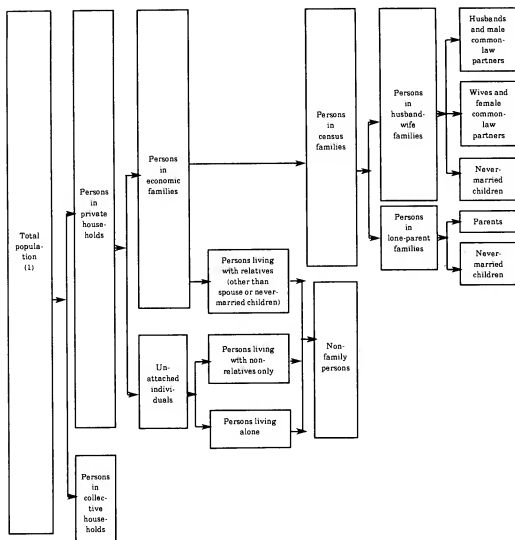 Total
popula-
tion
(1)
Persons
in
private
house-
holds
Persons
in
collec-
tive
house-
holds
Persons
in
economic
families
Un-
attached
indivi-
duals
Persons living
with relatives
(other than
spouse or never-
married children)
Persons living
with non-
relatives only
Persons living
alone
Persons
in
census
families
Non-
family
persons
Persons
in
husband-
wife
families
Persons
in
lone-parent
families
Husbands
and male
common-
law
partners
Wives and
female
common-
law
partners
Never-
married
children
Parents
Never-
married
children